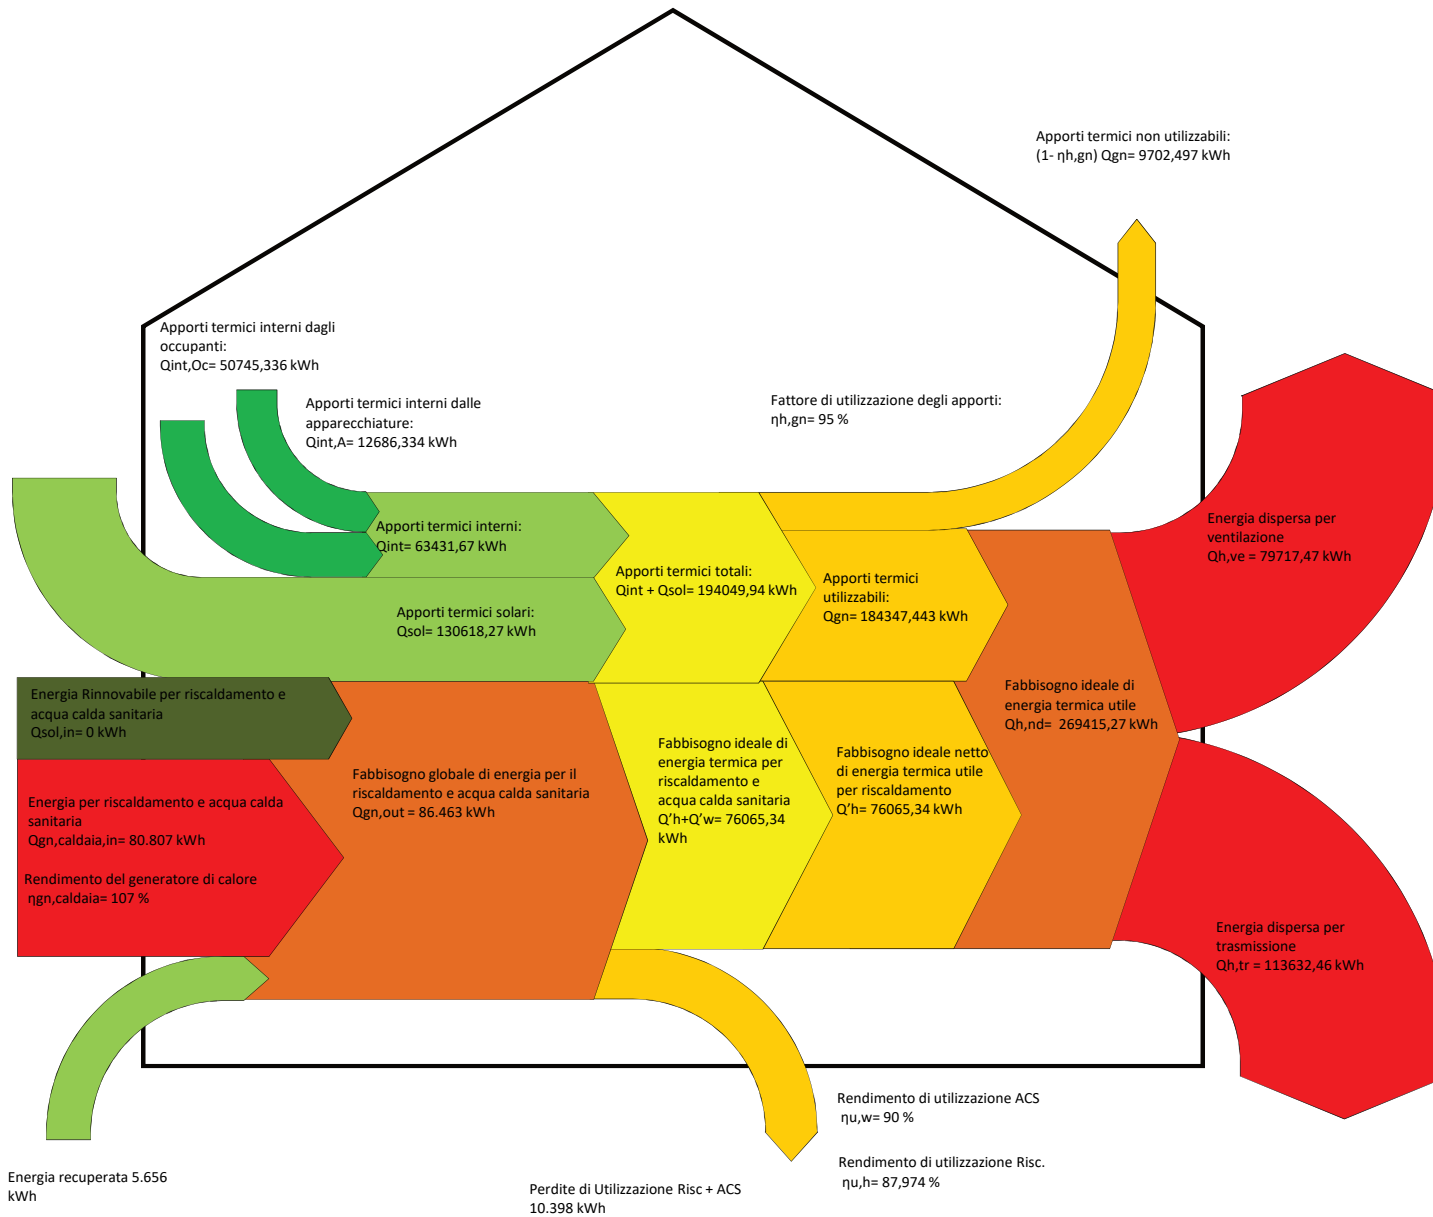 Apporti termici non utilizzabili:
(1- ηh,gn) Qgn= 9702,497 kWh
Apporti termici interni dagli
occupanti:
Qint,Oc= 50745,336 kWh
Apporti termici interni dalle
apparecchiature:
Qint,A= 12686,334 kWh
Fattore di utilizzazione degli apporti:
ηh,gn= 95 %
Apporti termici interni:
Qint= 63431,67 kWh
Apporti termici solari:
Qsol= 130618,27 kWh
Apporti termici totali:
Qint + Qsol= 194049,94 kWh
Apporti termici
utilizzabili:
Qgn= 184347,443 kWh
Energia dispersa per
ventilazione
Qh,ve = 79717,47 kWh
Energia Rinnovabile per riscaldamento e
acqua calda sanitaria
Qsol,in= 0 kWh
Energia per riscaldamento e acqua calda
sanitaria
Qgn,caldaia,in= 80.807 kWh
Rendimento del generatore di calore
ηgn,caldaia= 107 %
Fabbisogno globale di energia per il
riscaldamento e acqua calda sanitaria
Qgn,out = 86.463 kWh
Fabbisogno ideale di
energia termica per
riscaldamento e
acqua calda sanitaria
Q’h+Q’w= 76065,34
kWh
Fabbisogno ideale netto
di energia termica utile
per riscaldamento
Q’h= 76065,34 kWh
Fabbisogno ideale di
energia termica utile
Qh,nd= 269415,27 kWh
Energia dispersa per
trasmissione
Qh,tr = 113632,46 kWh
Energia recuperata 5.656
kWh
Perdite di Utilizzazione Risc + ACS
10.398 kWh
Rendimento di utilizzazione ACS
ηu,w= 90 %
Rendimento di utilizzazione Risc.
ηu,h= 87,974 %